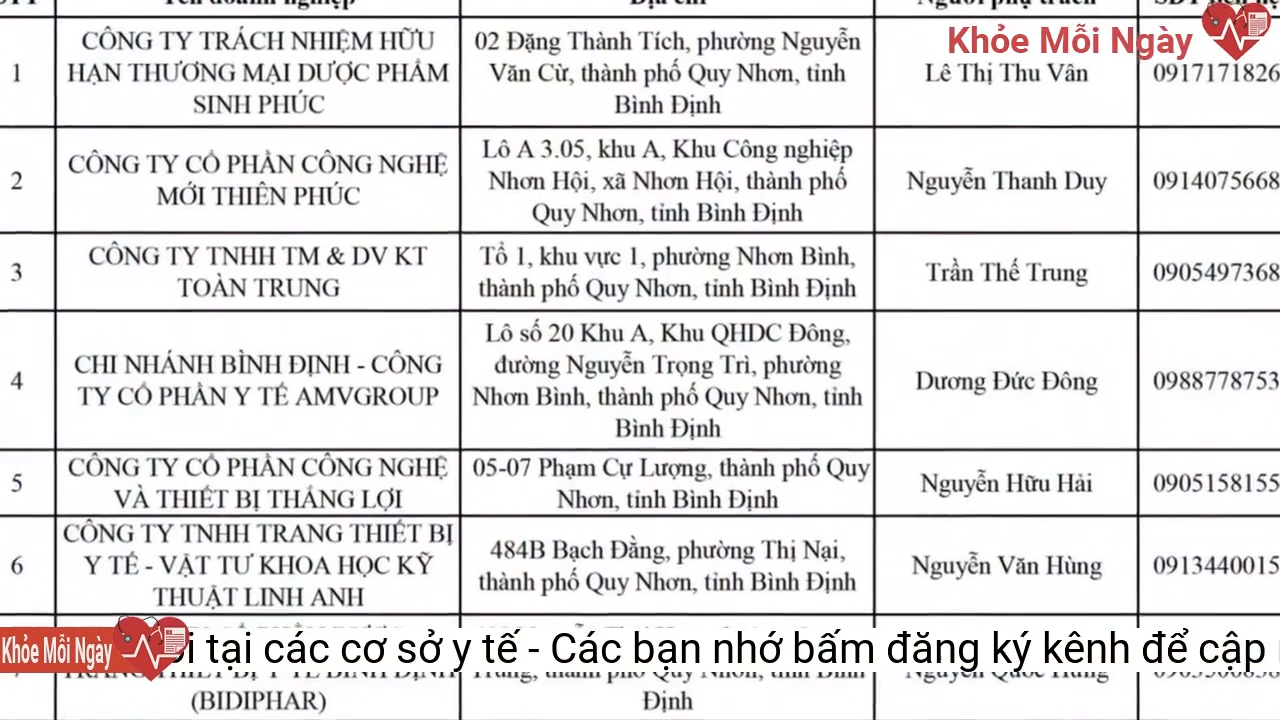 Khỏe Mỗi Ngày
1
CÔNG TY TRÁCH NHIỆM HỮU
HẠN THƯƠNG MẠI DƯỢC PHẨM
SINH PHÚC
02 Đặng Thành Tích, phường Nguyễn
Văn Cừ, thành phố Quy Nhơn, tỉnh
Bình Định
Lê Thị Thu Vân
0917171826
2
CÔNG TY CỔ PHẦN CÔNG NGHỆ
MỚI THIÊN PHÚC
Lô A 3.05, khu A, Khu Công nghiệp
Nhơn Hội, xã Nhơn Hội, thành phố
Quy Nhơn, tỉnh Bình Định
Nguyễn Thanh Duy
0914075668
3
CÔNG TY TNHH TM & DV KT
TOÀN TRUNG
Tổ 1, khu vực 1, phường Nhơn Bình,
thành phố Quy Nhơn, tỉnh Bình Định
Trần Thế Trung
0905497368
4
CHI NHÁNH BÌNH ĐỊNH - CÔNG
TY CỔ PHẦN Y TẾ AMVGROUP
Lô số 20 Khu A, Khu QHDC Đông,
đường Nguyễn Trọng Trì, phường
Nhơn Bình, thành phố Quy Nhơn, tỉnh
Bình Định
Dương Đức Đông
0988778753
5
CÔNG TY CỔ PHẦN CÔNG NGHỆ
VÀ THIẾT BỊ THẮNG LỢI
05-07 Phạm Cự Lượng, thành phố Quy
Nhơn, tỉnh Bình Định
Nguyễn Hữu Hải
0905158155
6
CÔNG TY TNHH TRANG THIẾT BỊ
Y TẾ - VẬT TƯ KHOA HỌC KỸ
THUẬT LINH ANH
484B Bạch Đằng, phường Thị Nại,
thành phố Quy Nhơn, tỉnh Bình Định
Nguyễn Văn Hùng
0913440015
Khỏe Mỗi Ngày
tại các cơ sở y tế - Các bạn nhớ bấm đăng ký kênh để cập
(BIDIPHAR)
Định